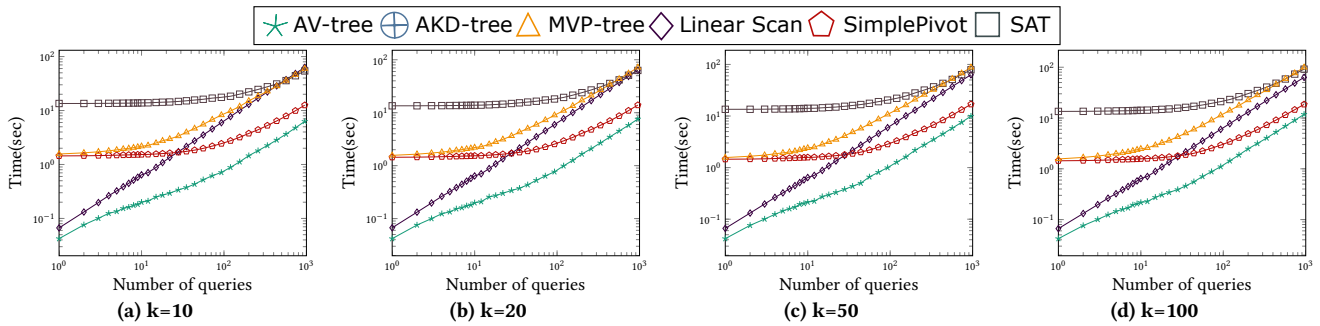 AV-tree AKD-tree MVP-tree Linear Scan SimplePivot SAT
Time(sec)
10² 10¹ 10⁰ 10⁻¹
10⁰ 10¹ 10² 10³
Number of queries
(a) k=10
Time(sec)
10² 10¹ 10⁰ 10⁻¹
10⁰ 10¹ 10² 10³
Number of queries
(b) k=20
Time(sec)
10² 10¹ 10⁰ 10⁻¹
10⁰ 10¹ 10² 10³
Number of queries
(c) k=50
Time(sec)
10² 10¹ 10⁰ 10⁻¹
10⁰ 10¹ 10² 10³
Number of queries
(d) k=100